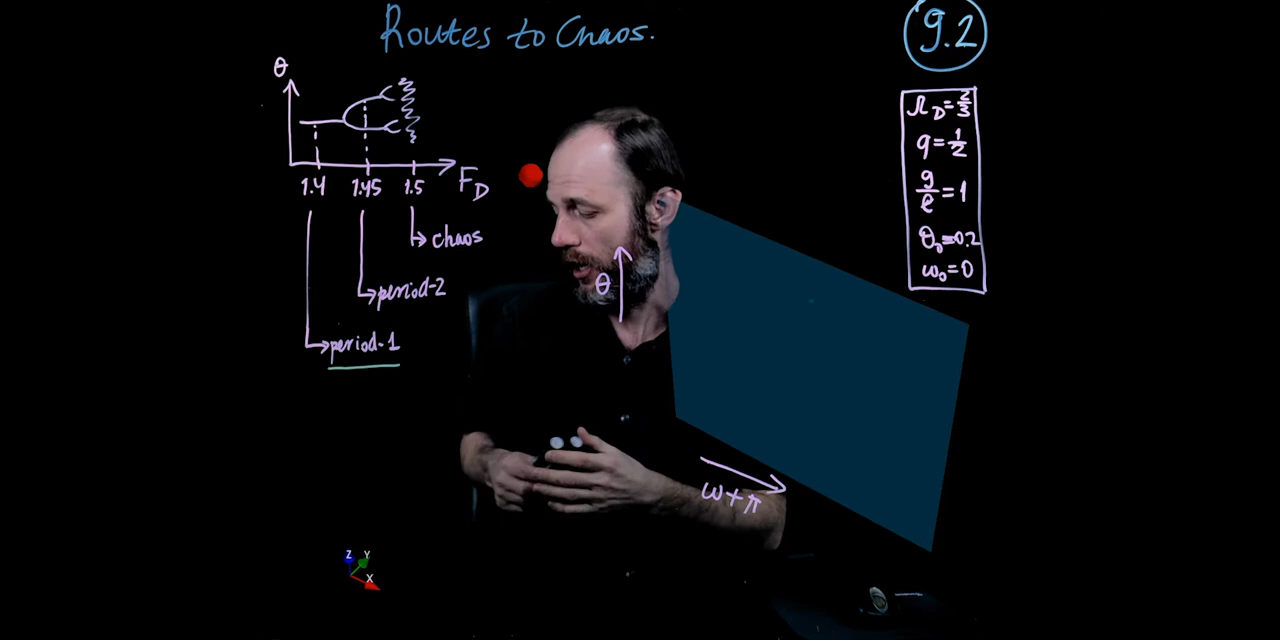 Routes to Chaos.
9.2
θ
1.4 1.45 1.5 F_D
chaos
period-2
period-1
Ω_D=2/3
q=1/2
g/ℓ=1
θ₀=0.2
ω₀=0
θ
ω+π
Z Y
X